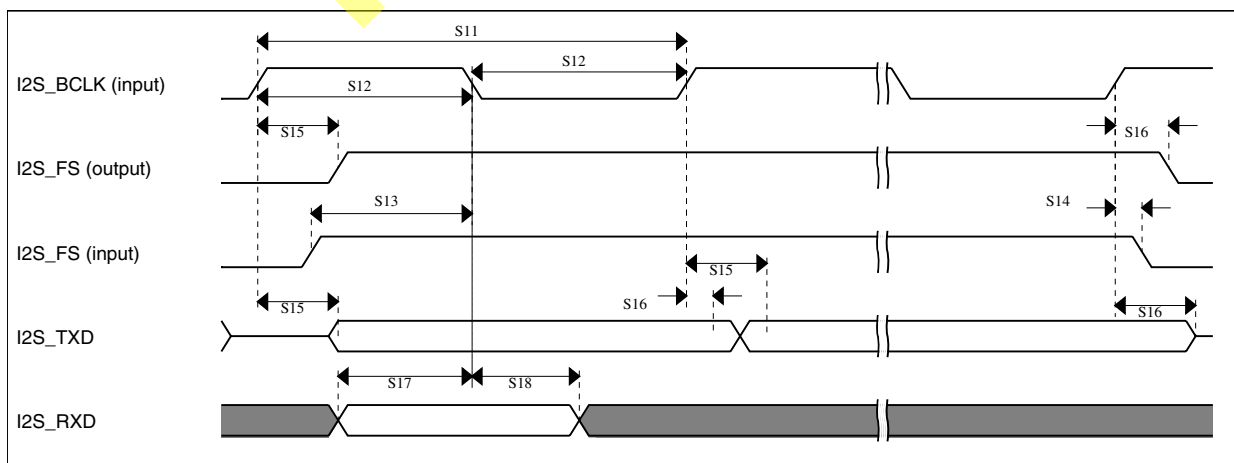 S11
I2S_BCLK (input)
S12
S12
S15
S16
I2S_FS (output)
S13
S14
I2S_FS (input)
S15
S15
S16
S16
I2S_TXD
S17
S18
I2S_RXD